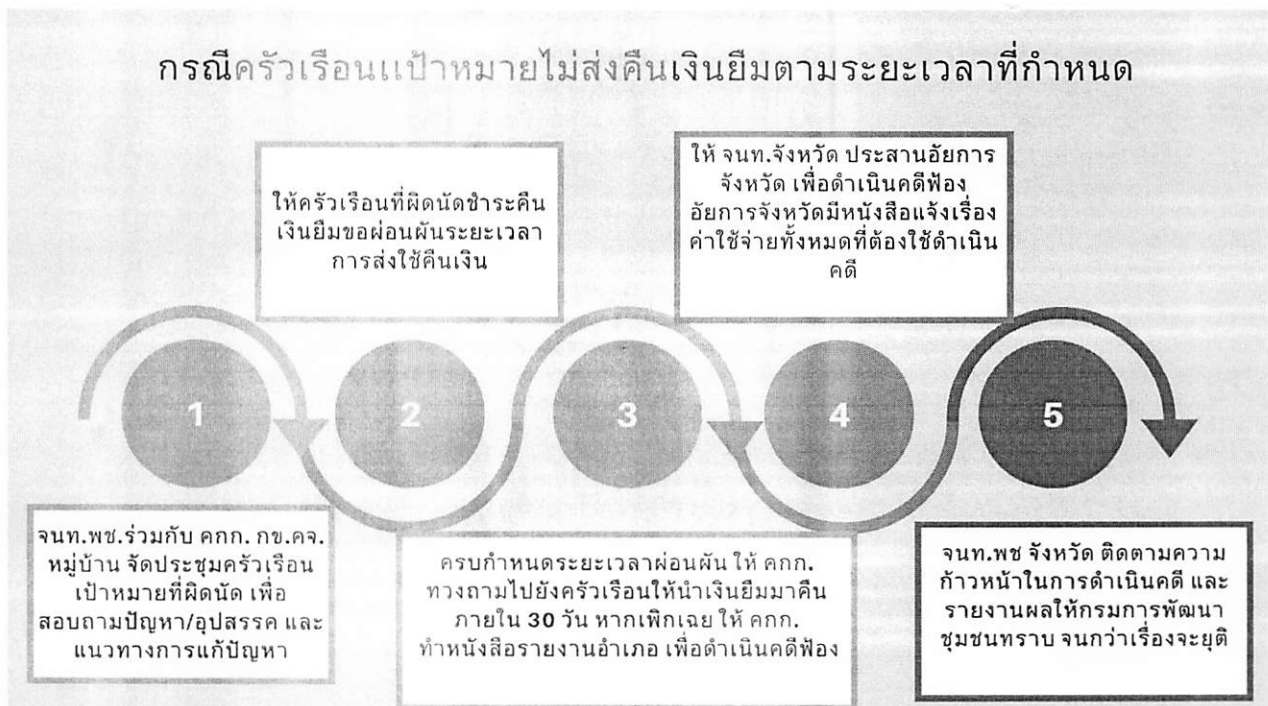 กรณีครัวเรือนเป้าหมายไม่ส่งคืนเงินยืมตามระยะเวลาที่กำหนด
1
จนท.พช.ร่วมกับ คกก. กข.คจ.
หมู่บ้าน จัดประชุมครัวเรือน
เป้าหมายที่ผิดนัด เพื่อ
สอบถามปัญหา/อุปสรรค และ
แนวทางการแก้ปัญหา
2
ให้ครัวเรือนที่ผิดนัดชำระคืน
เงินยืมขอผ่อนผันระยะเวลา
การส่งใช้คืนเงิน
3
ครบกำหนดระยะเวลาผ่อนผัน ให้ คกก.
ทวงถามไปยังครัวเรือนให้นำเงินยืมมาคืน
ภายใน 30 วัน หากเพิกเฉย ให้ คกก.
ทำหนังสือรายงานอำเภอ เพื่อดำเนินคดีฟ้อง
4
ให้ จนท.จังหวัด ประสานอัยการ
จังหวัด เพื่อดำเนินคดีฟ้อง
อัยการจังหวัดมีหนังสือแจ้งเรื่อง
ค่าใช้จ่ายทั้งหมดที่ต้องใช้ดำเนิน
คดี
5
จนท.พช จังหวัด ติดตามความ
ก้าวหน้าในการดำเนินคดี และ
รายงานผลให้กรมการพัฒนา
ชุมชนทราบ จนกว่าเรื่องจะยุติ